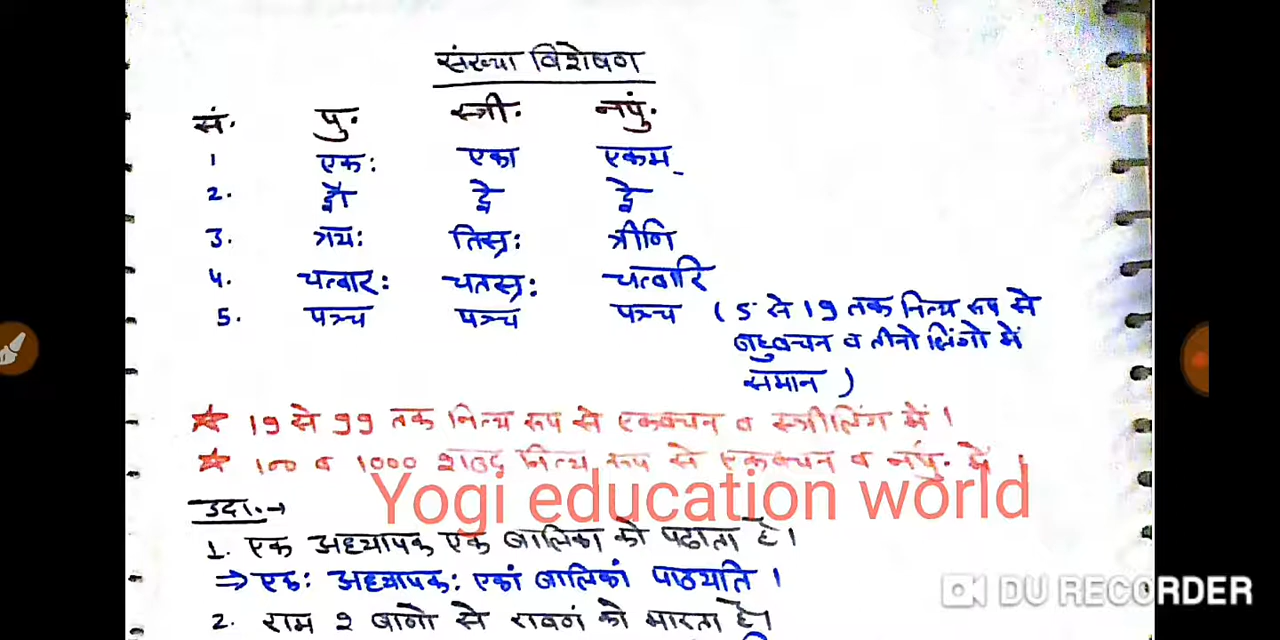 संख्या विशेषण
सं. पु. स्त्री. नपुं.
1 एक: एका एकम्
2. द्वौ द्वे द्वे
3. त्रय: तिस्र: त्रीणि
4. चत्वार: चतस्र: चत्वारि
5. पञ्च पञ्च पञ्च ( 5 से 19 तक नित्य रूप से
बहुवचन व तीनो लिंगो में
समान )
☆ 19 से 99 तक नित्य रूप से एकवचन व स्त्रीलिंग में।
☆ 100 व 1000 शब्द नित्य रूप से एकवचन व नपुं. में।
Yogi education world
उदा.→
1. एक अध्यापक एक बालिका को पढाता है।
⇒ एक: अध्यापक: एकां बालिकां पाठयति।
DU RECORDER
2. राम 2 बाणो से रावण को मारता है।